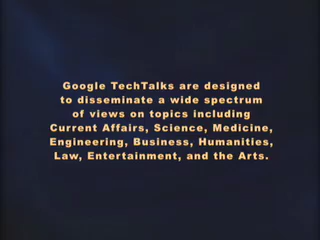 Google TechTalks are designed
to disseminate a wide spectrum
of views on topics including
Current Affairs, Science, Medicine,
Engineering, Business, Humanities,
Law, Entertainment, and the Arts.